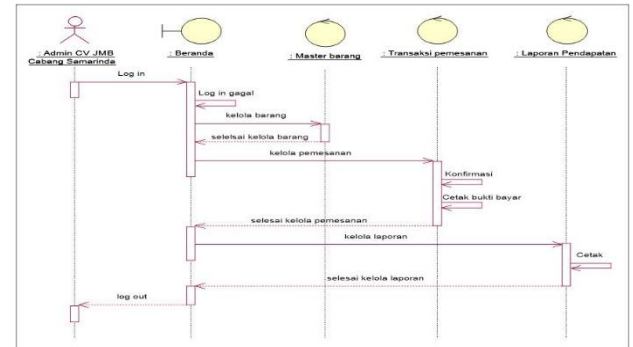 : Admin CV JMB
Cabang Samarinda
: Beranda
: Master barang
: Transaksi pemesanan
: Laporan Pendapatan
Log in
Log in gagal
kelola barang
selelsai kelola barang
kelola pemesanan
Konfirmasi
Cetak bukti bayar
selesai kelola pemesanan
kelola laporan
Cetak
selesai kelola laporan
log out